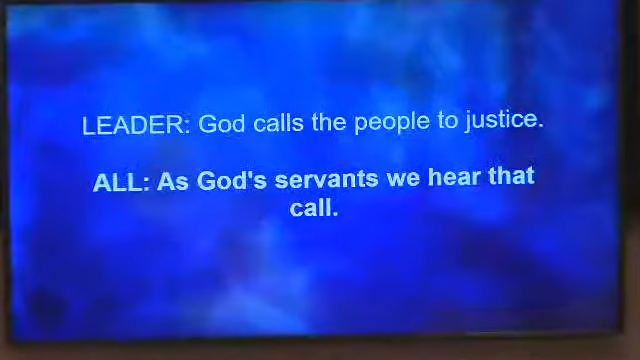 LEADER: God calls the people to justice.
ALL: As God's servants we hear that
call.